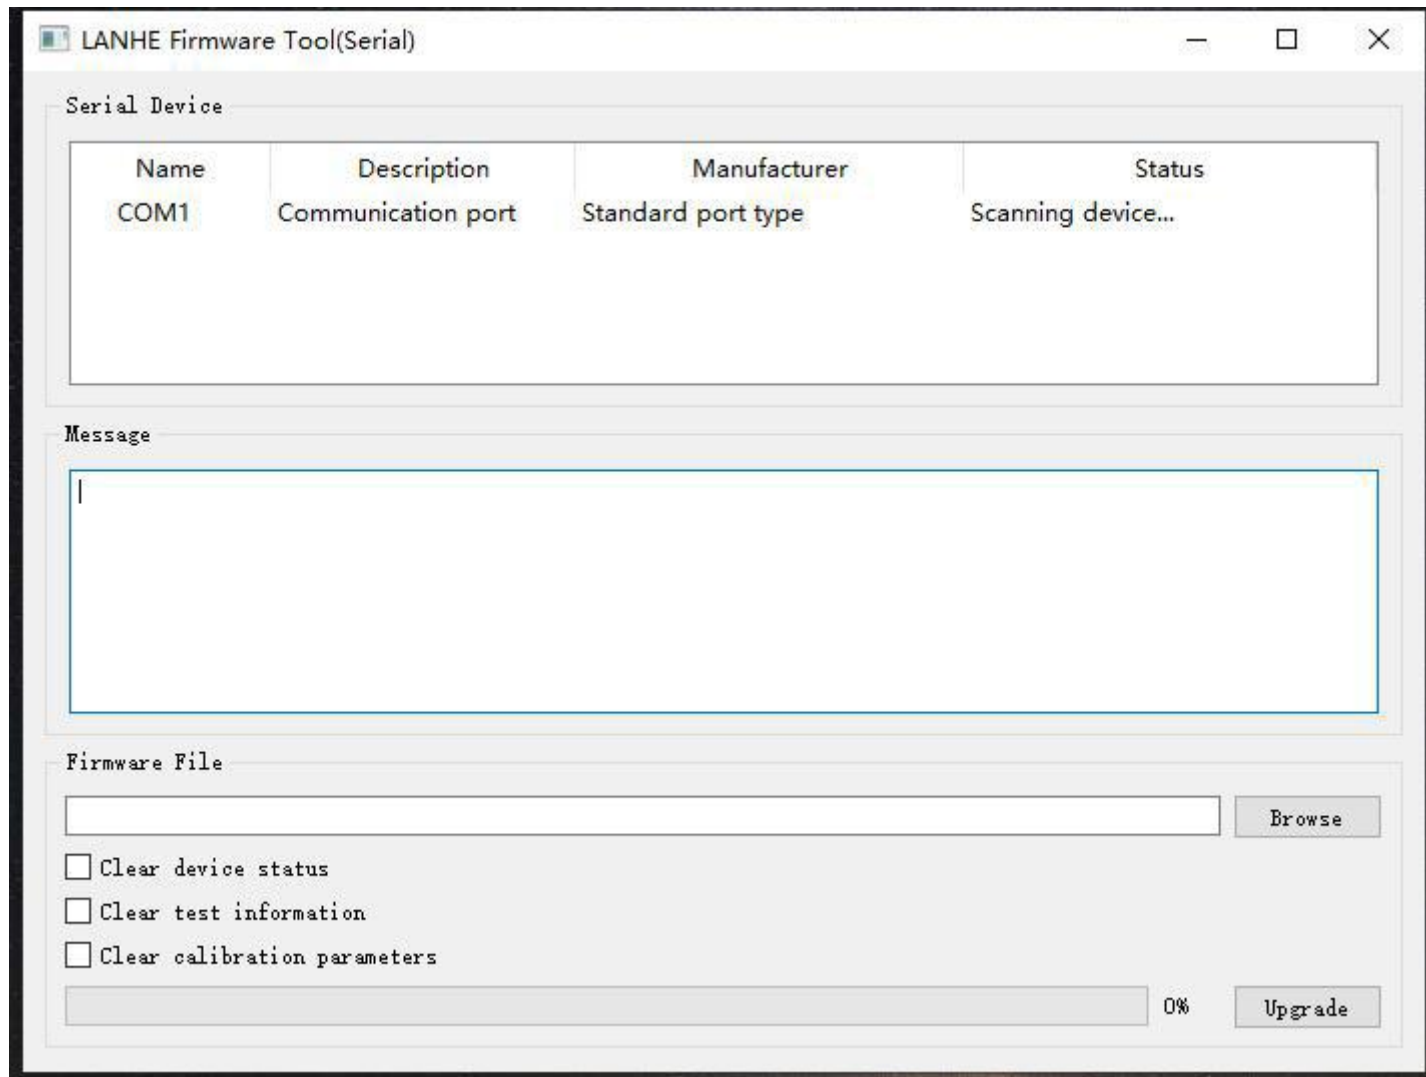 LANHE Firmware Tool(Serial)
Serial Device
Name Description Manufacturer Status
COM1 Communication port Standard port type Scanning device...
Message
Firmware File
Browse
Clear device status
Clear test information
Clear calibration parameters
0% Upgrade